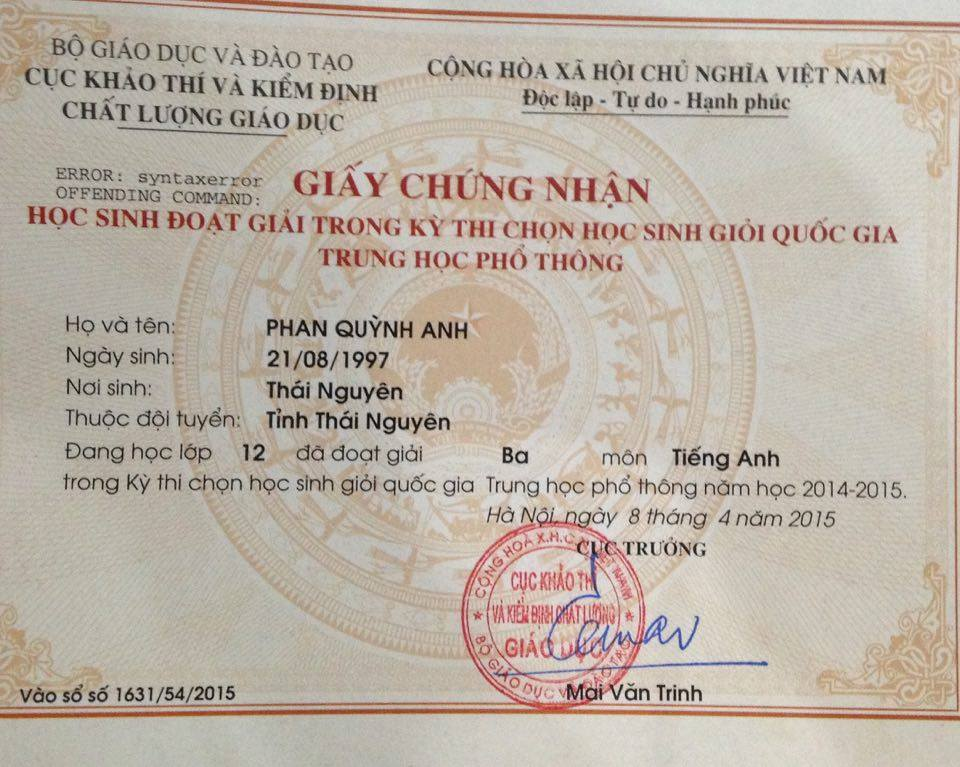 BỘ GIÁO DỤC VÀ ĐÀO TẠO
CỤC KHẢO THÍ VÀ KIỂM ĐỊNH
CHẤT LƯỢNG GIÁO DỤC
CỘNG HÒA XÃ HỘI CHỦ NGHĨA VIỆT NAM
Độc lập - Tự do - Hạnh phúc
ERROR: syntaxerror
OFFENDING COMMAND:
GIẤY CHỨNG NHẬN
HỌC SINH ĐOẠT GIẢI TRONG KỲ THI CHỌN HỌC SINH GIỎI QUỐC GIA
TRUNG HỌC PHỔ THÔNG
Họ và tên: PHAN QUỲNH ANH
Ngày sinh: 21/08/1997
Nơi sinh: Thái Nguyên
Thuộc đội tuyển: Tỉnh Thái Nguyên
Đang học lớp 12 đã đoạt giải Ba môn Tiếng Anh
trong Kỳ thi chọn học sinh giỏi quốc gia Trung học phổ thông năm học 2014-2015.
Hà Nội, ngày 8 tháng 4 năm 2015
CỤC TRƯỞNG
CỘNG HÒA X.H.C.N VIỆT NAM
CỤC KHẢO THÍ
VÀ KIỂM ĐỊNH CHẤT LƯỢNG
GIÁO DỤC
BỘ GIÁO DỤC VÀ ĐÀO TẠO
Mai Văn Trinh
Vào sổ số 1631/54/2015